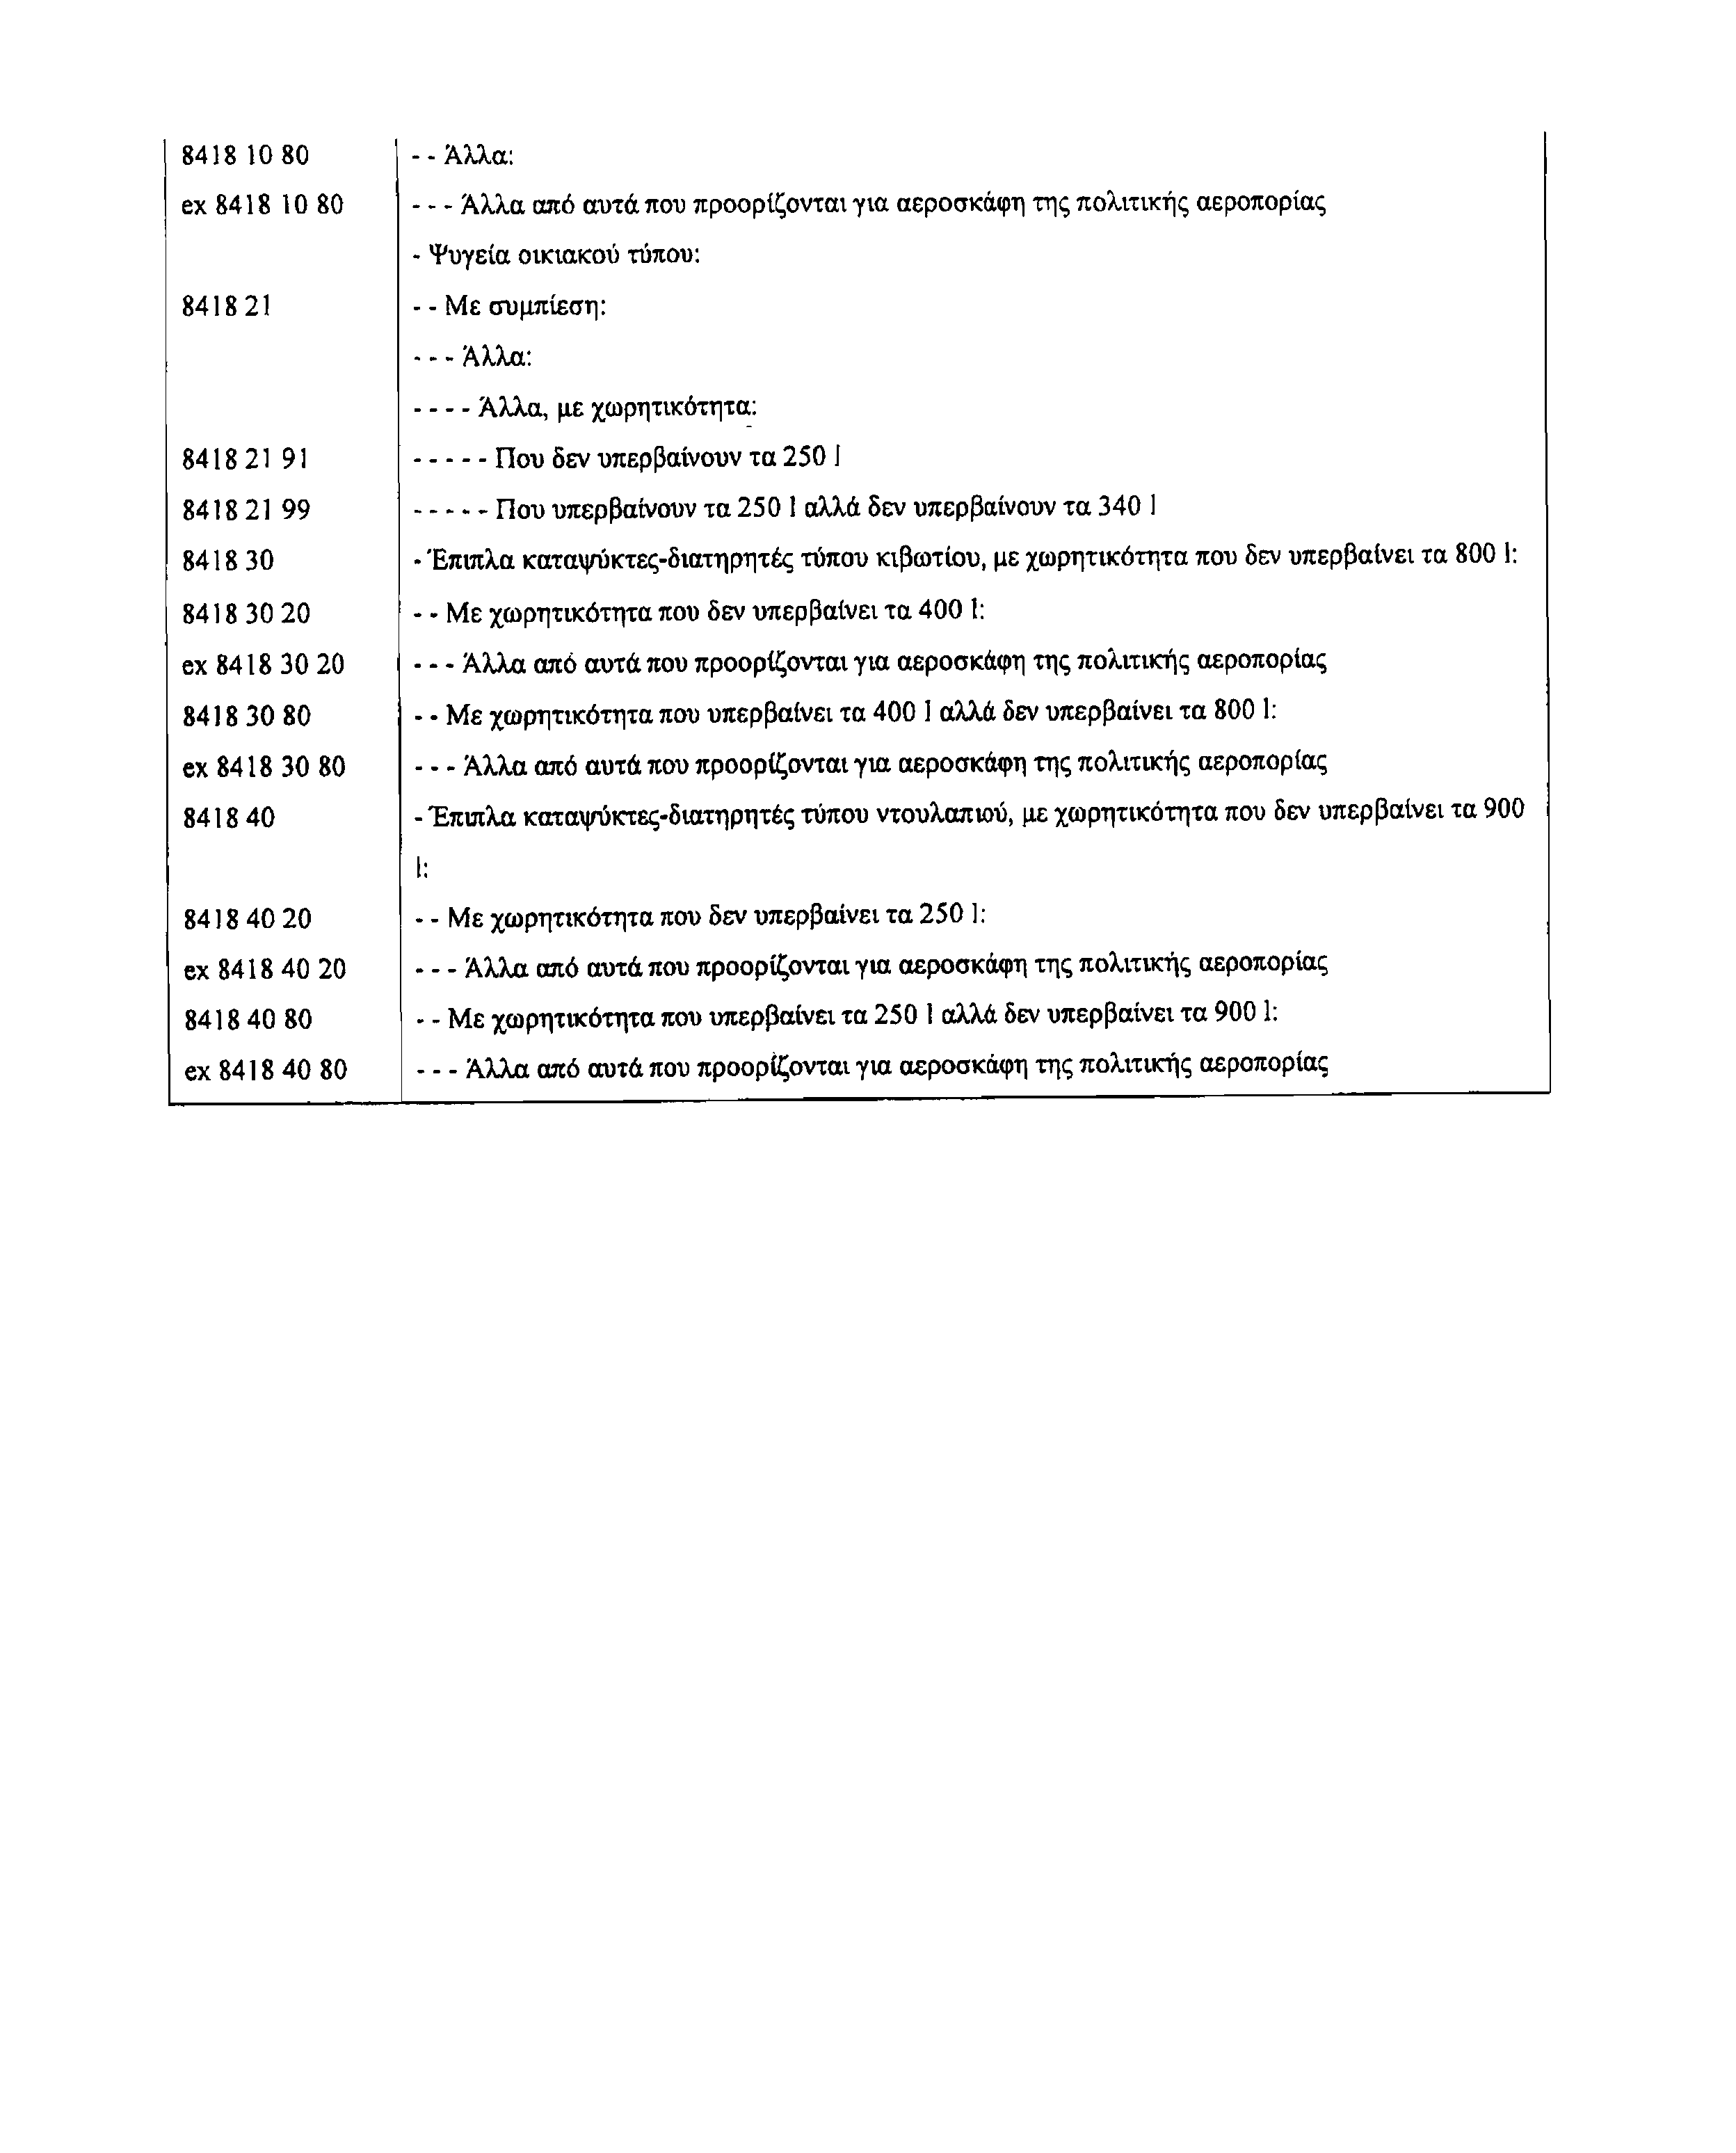 8418 10 80 - - Άλλα:
ex 8418 10 80 - - - Άλλα από αυτά που προορίζονται για αεροσκάφη της πολιτικής αεροπορίας
- Ψυγεία οικιακού τύπου:
8418 21 - - Με συμπίεση:
- - - Άλλα:
- - - - Άλλα, με χωρητικότητα:
8418 21 91 - - - - - Που δεν υπερβαίνουν τα 250 l
8418 21 99 - - - - - Που υπερβαίνουν τα 250 l αλλά δεν υπερβαίνουν τα 340 l
8418 30 - Έπιπλα καταψύκτες-διατηρητές τύπου κιβωτίου, με χωρητικότητα που δεν υπερβαίνει τα 800 l:
8418 30 20 - - Με χωρητικότητα που δεν υπερβαίνει τα 400 l:
ex 8418 30 20 - - - Άλλα από αυτά που προορίζονται για αεροσκάφη της πολιτικής αεροπορίας
8418 30 80 - - Με χωρητικότητα που υπερβαίνει τα 400 l αλλά δεν υπερβαίνει τα 800 l:
ex 8418 30 80 - - - Άλλα από αυτά που προορίζονται για αεροσκάφη της πολιτικής αεροπορίας
8418 40 - Έπιπλα καταψύκτες-διατηρητές τύπου ντουλαπιού, με χωρητικότητα που δεν υπερβαίνει τα 900
l:
8418 40 20 - - Με χωρητικότητα που δεν υπερβαίνει τα 250 l:
ex 8418 40 20 - - - Άλλα από αυτά που προορίζονται για αεροσκάφη της πολιτικής αεροπορίας
8418 40 80 - - Με χωρητικότητα που υπερβαίνει τα 250 l αλλά δεν υπερβαίνει τα 900 l:
ex 8418 40 80 - - - Άλλα από αυτά που προορίζονται για αεροσκάφη της πολιτικής αεροπορίας